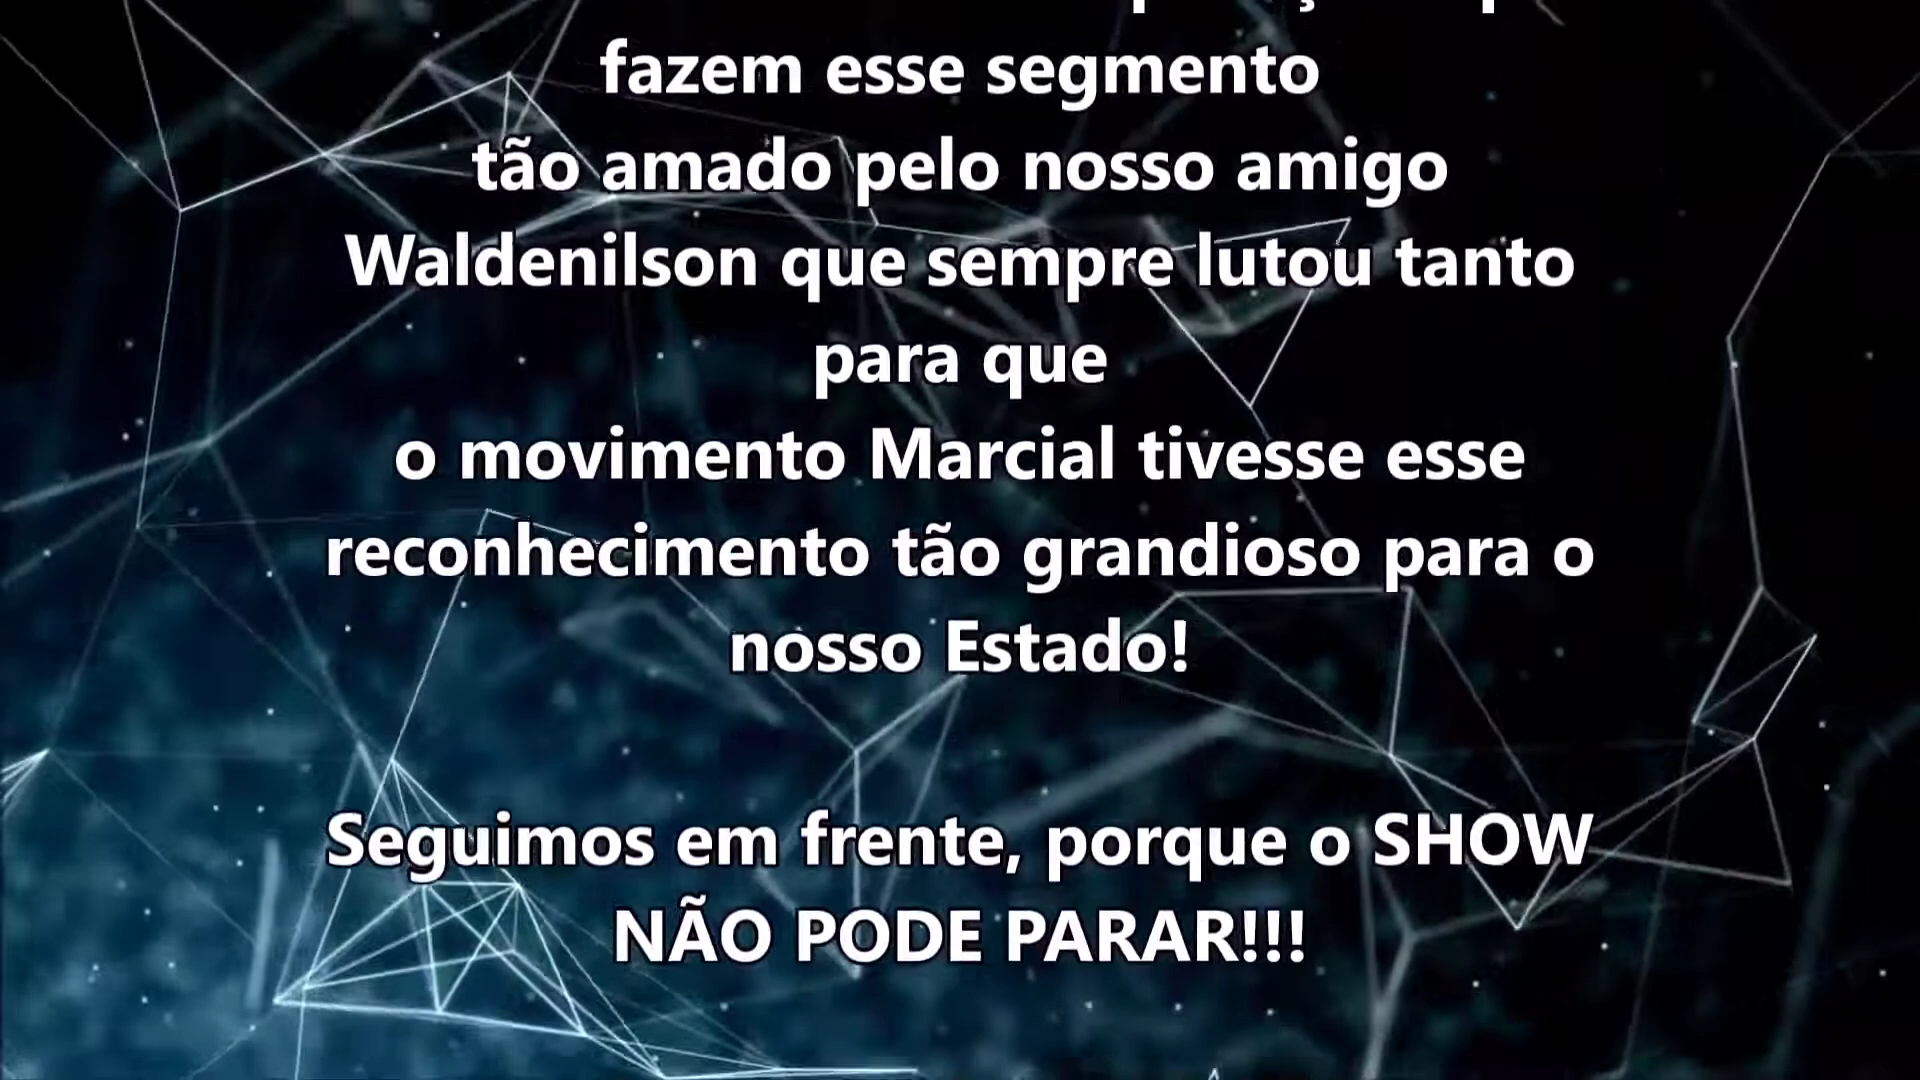 fazem esse segmento
tão amado pelo nosso amigo
Waldenilson que sempre lutou tanto
para que
o movimento Marcial tivesse esse
reconhecimento tão grandioso para o
nosso Estado!
Seguimos em frente, porque o SHOW
NÃO PODE PARAR!!!